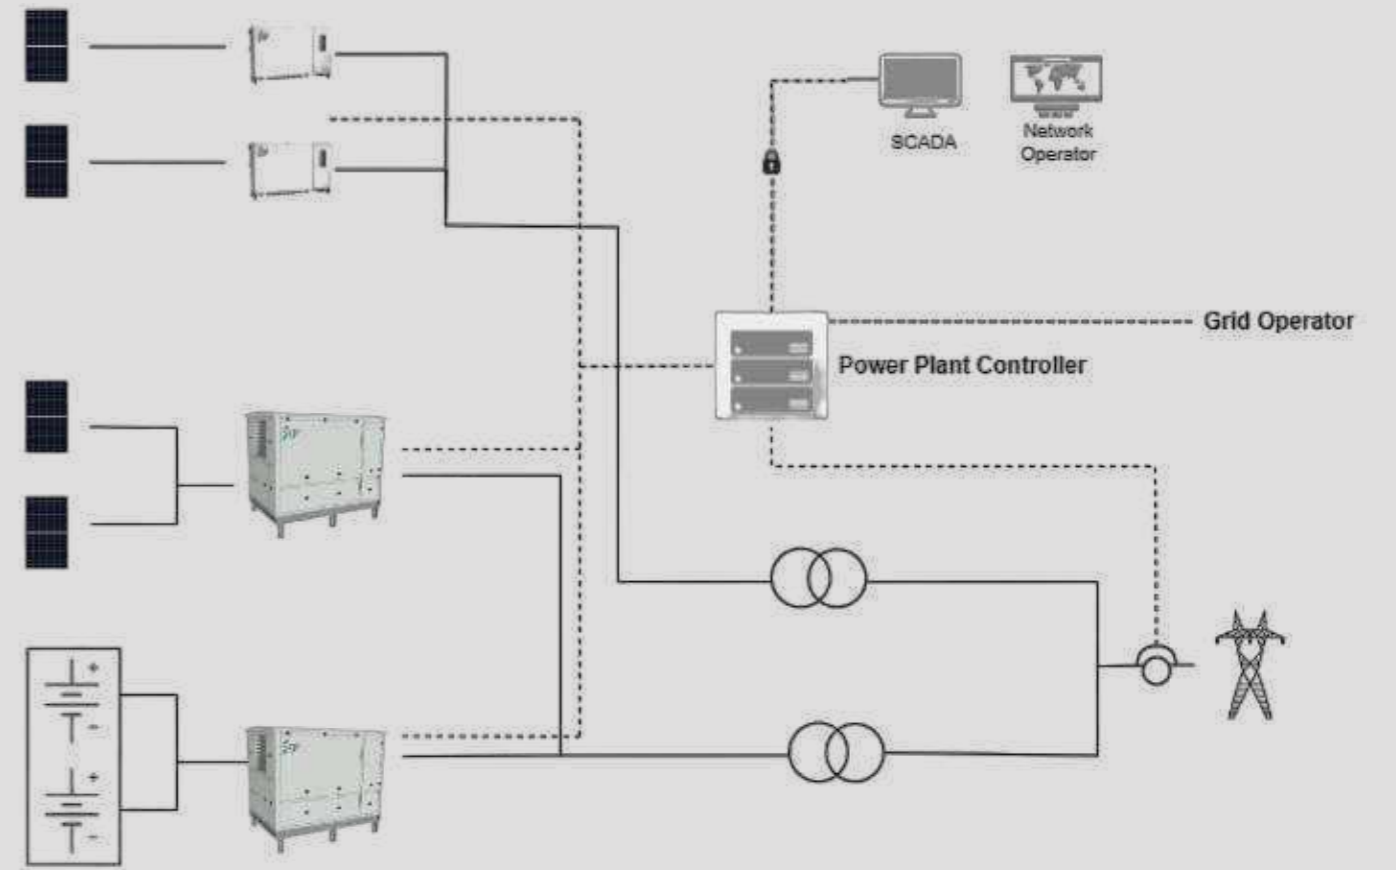 SCADA
Network
Operator
Grid Operator
Power Plant Controller
+
-
+
-